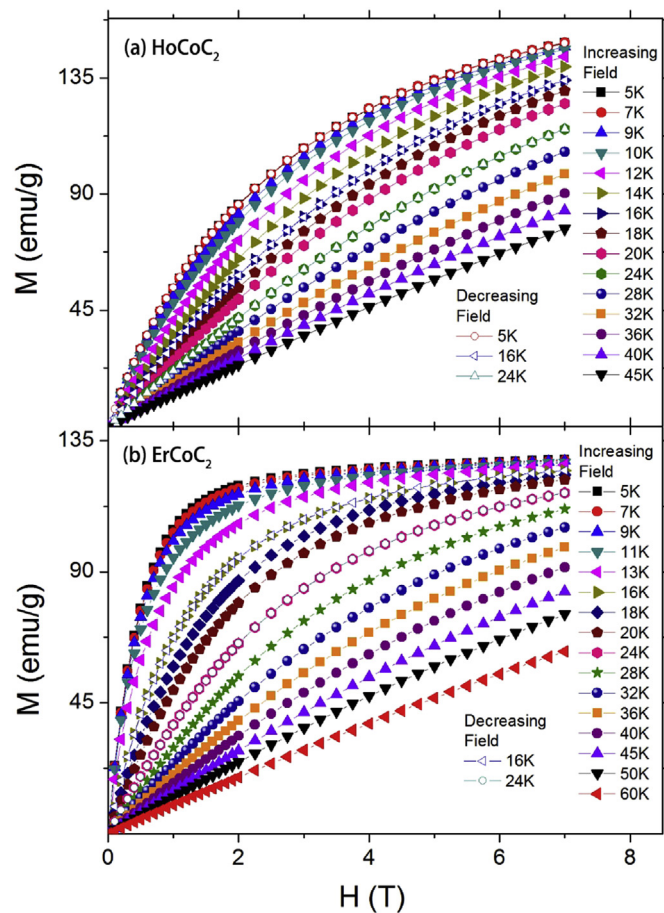 (a) HoCoC₂
Increasing
Field
5K
7K
9K
10K
12K
14K
16K
18K
20K
24K
28K
32K
36K
40K
45K
Decreasing
Field
5K
16K
24K
135
90
45
M (emu/g)
(b) ErCoC₂
Increasing
Field
5K
7K
9K
11K
13K
16K
18K
20K
24K
28K
32K
36K
40K
45K
50K
60K
Decreasing
Field
16K
24K
135
90
45
M (emu/g)
0 2 4 6 8
H (T)